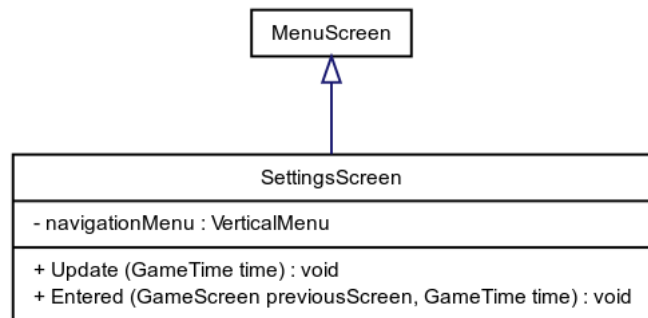 MenuScreen
SettingsScreen
- navigationMenu : VerticalMenu
+ Update (GameTime time) : void
+ Entered (GameScreen previousScreen, GameTime time) : void